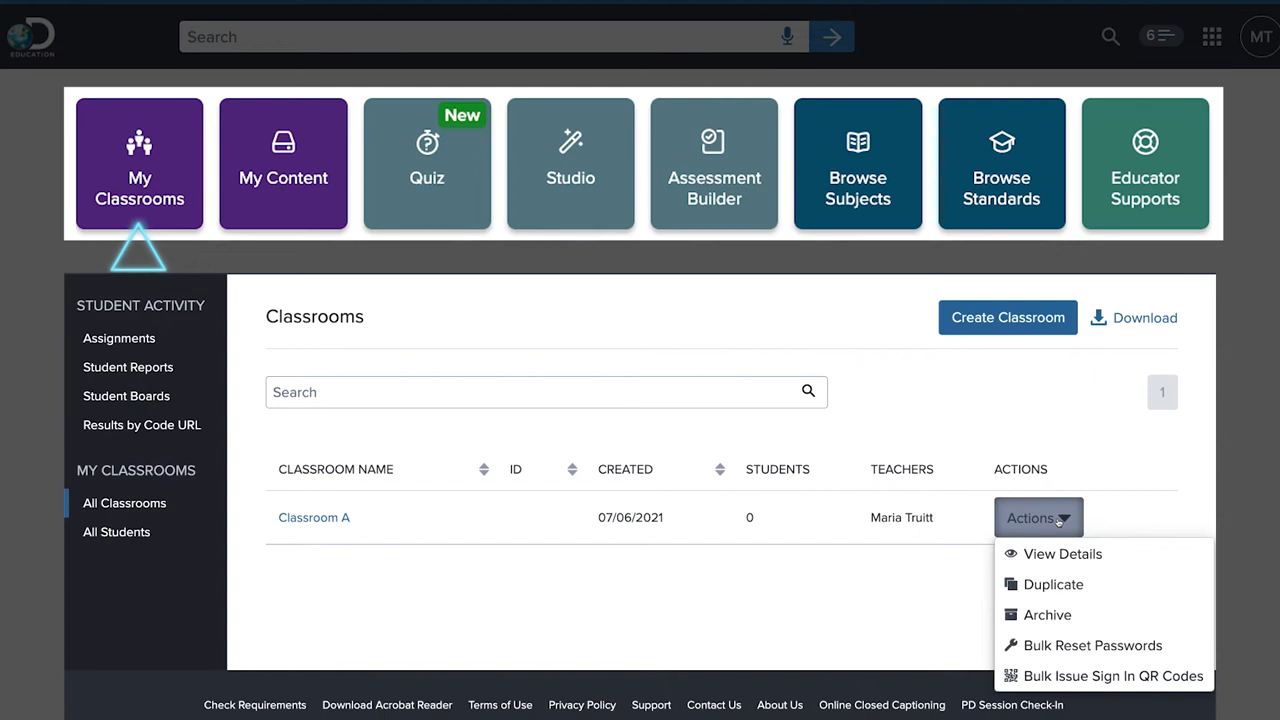 EDUCATION
Search
6
MT
New
My
Classrooms
My Content
Quiz
Studio
Assessment
Builder
Browse
Subjects
Browse
Standards
Educator
Supports
STUDENT ACTIVITY
Assignments
Student Reports
Student Boards
Results by Code URL
MY CLASSROOMS
All Classrooms
All Students
Classrooms
Create Classroom
Download
Search
1
CLASSROOM NAME ID CREATED STUDENTS TEACHERS ACTIONS
Classroom A 07/06/2021 0 Maria Truitt Actions
View Details
Duplicate
Archive
Bulk Reset Passwords
Bulk Issue Sign In QR Codes
Check Requirements Download Acrobat Reader Terms of Use Privacy Policy Support Contact Us About Us Online Closed Captioning PD Session Check-In